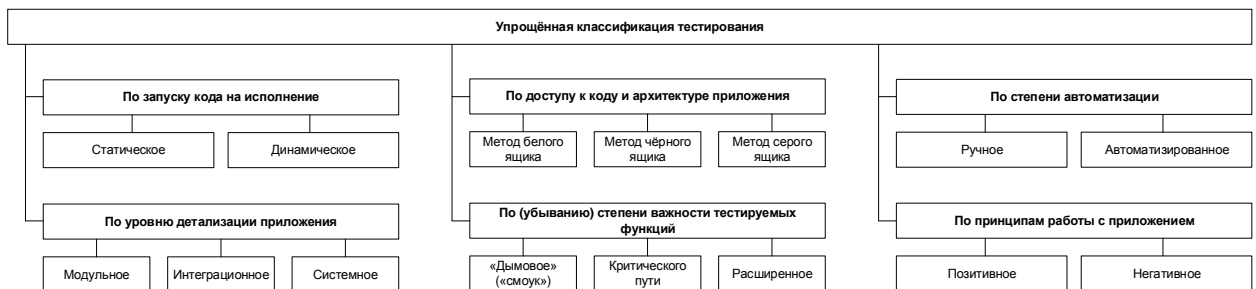 Упрощённая классификация тестирования
По запуску кода на исполнение
Статическое
Динамическое
По доступу к коду и архитектуре приложения
Метод белого
ящика
Метод чёрного
ящика
Метод серого
ящика
По степени автоматизации
Ручное
Автоматизированное
По уровню детализации приложения
Модульное
Интеграционное
Системное
По (убыванию) степени важности тестируемых
функций
«Дымовое»
(«смоук»)
Критического
пути
Расширенное
По принципам работы с приложением
Позитивное
Негативное